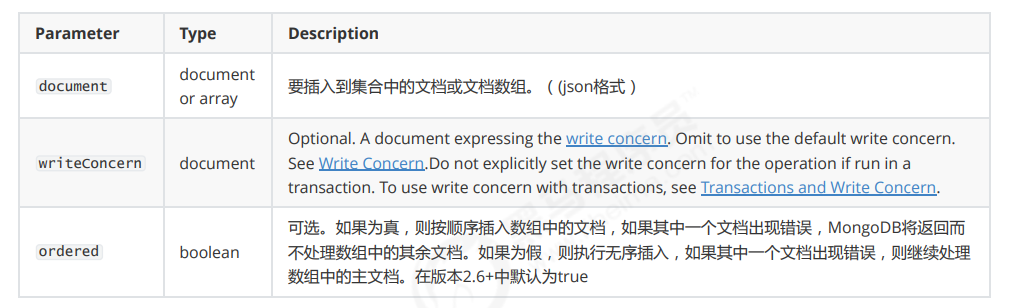 Parameter Type Description
document
document
or array
要插入到集合中的文档或文档数组。（(json格式）
writeConcern document
Optional. A document expressing the write concern. Omit to use the default write concern.
See Write Concern.Do not explicitly set the write concern for the operation if run in a
transaction. To use write concern with transactions, see Transactions and Write Concern.
ordered boolean
可选。如果为真，则按顺序插入数组中的文档，如果其中一个文档出现错误，MongoDB将返回而
不处理数组中的其余文档。如果为假，则执行无序插入，如果其中一个文档出现错误，则继续处理
数组中的主文档。在版本2.6+中默认为true